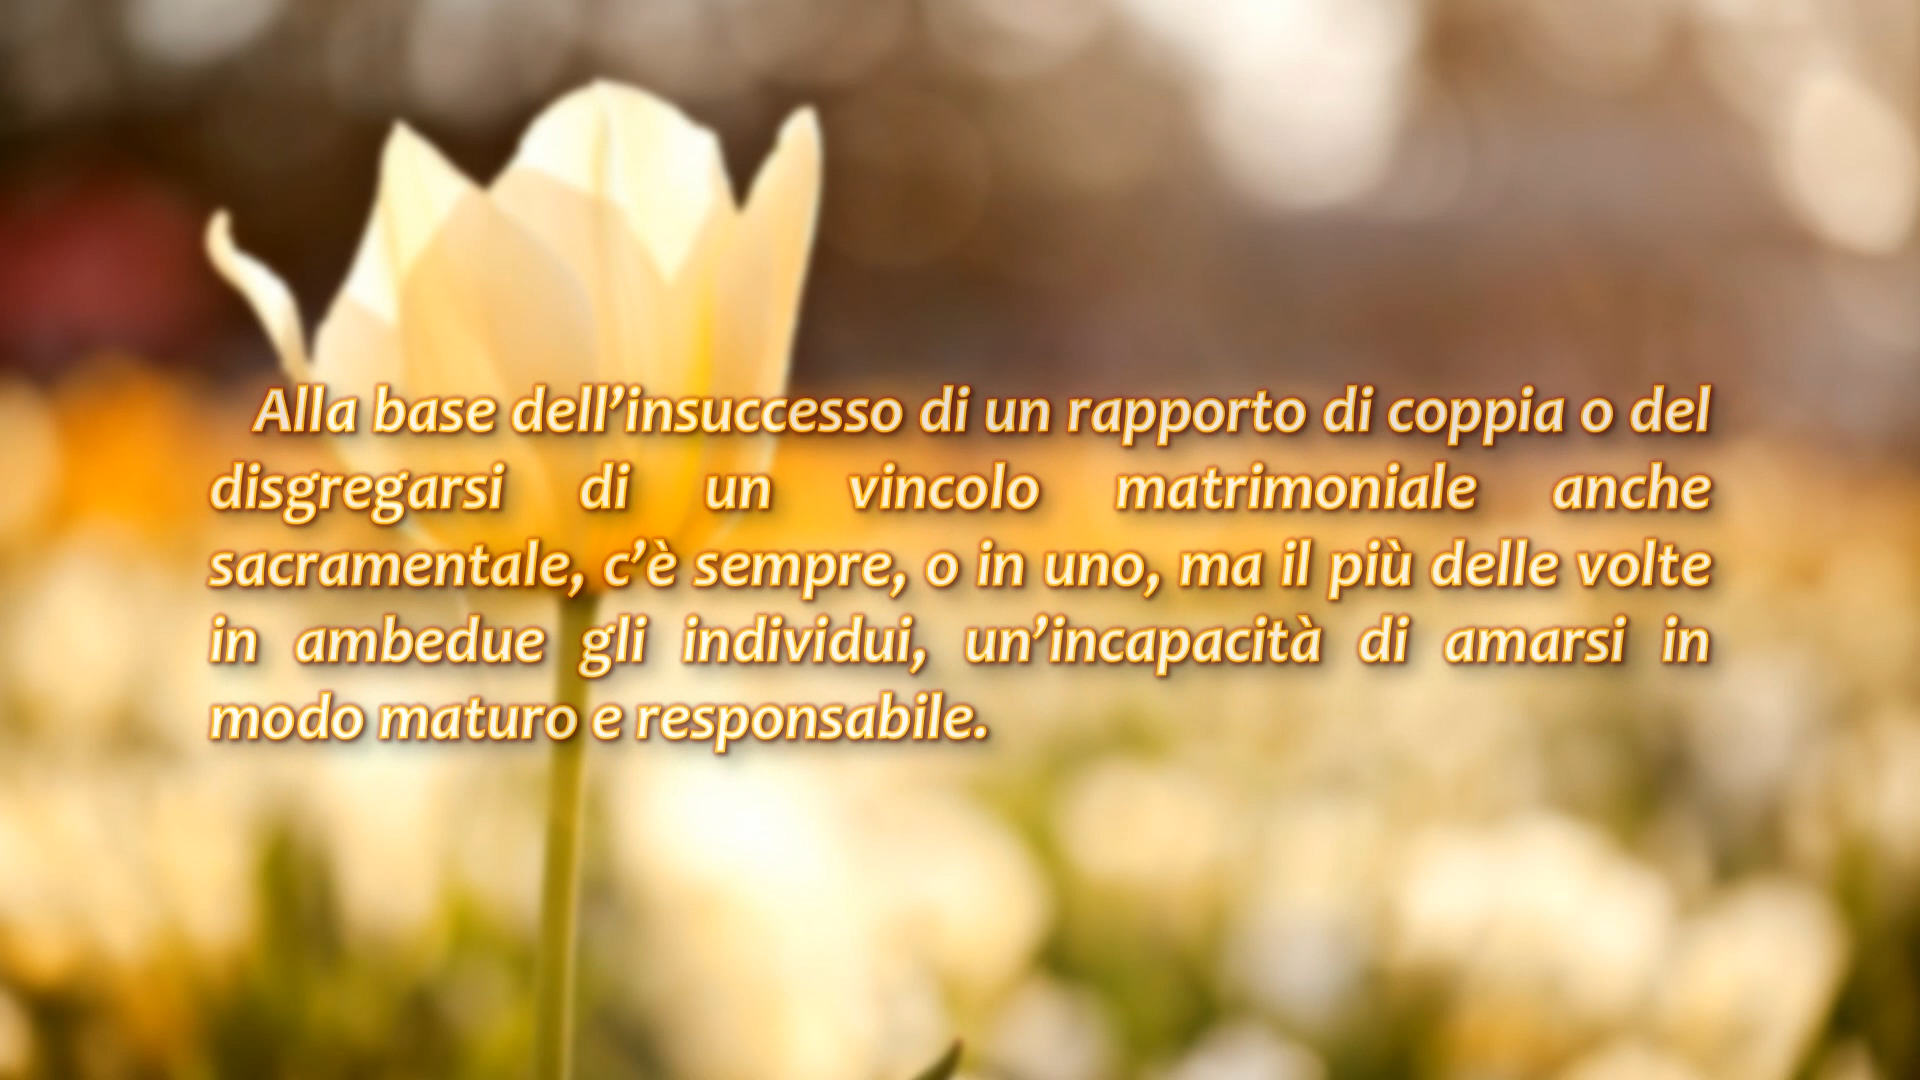 Alla base dell’insuccesso di un rapporto di coppia o del
disgregarsi di un vincolo matrimoniale anche
sacramentale, c’è sempre, o in uno, ma il più delle volte
in ambedue gli individui, un’incapacità di amarsi in
modo maturo e responsabile.